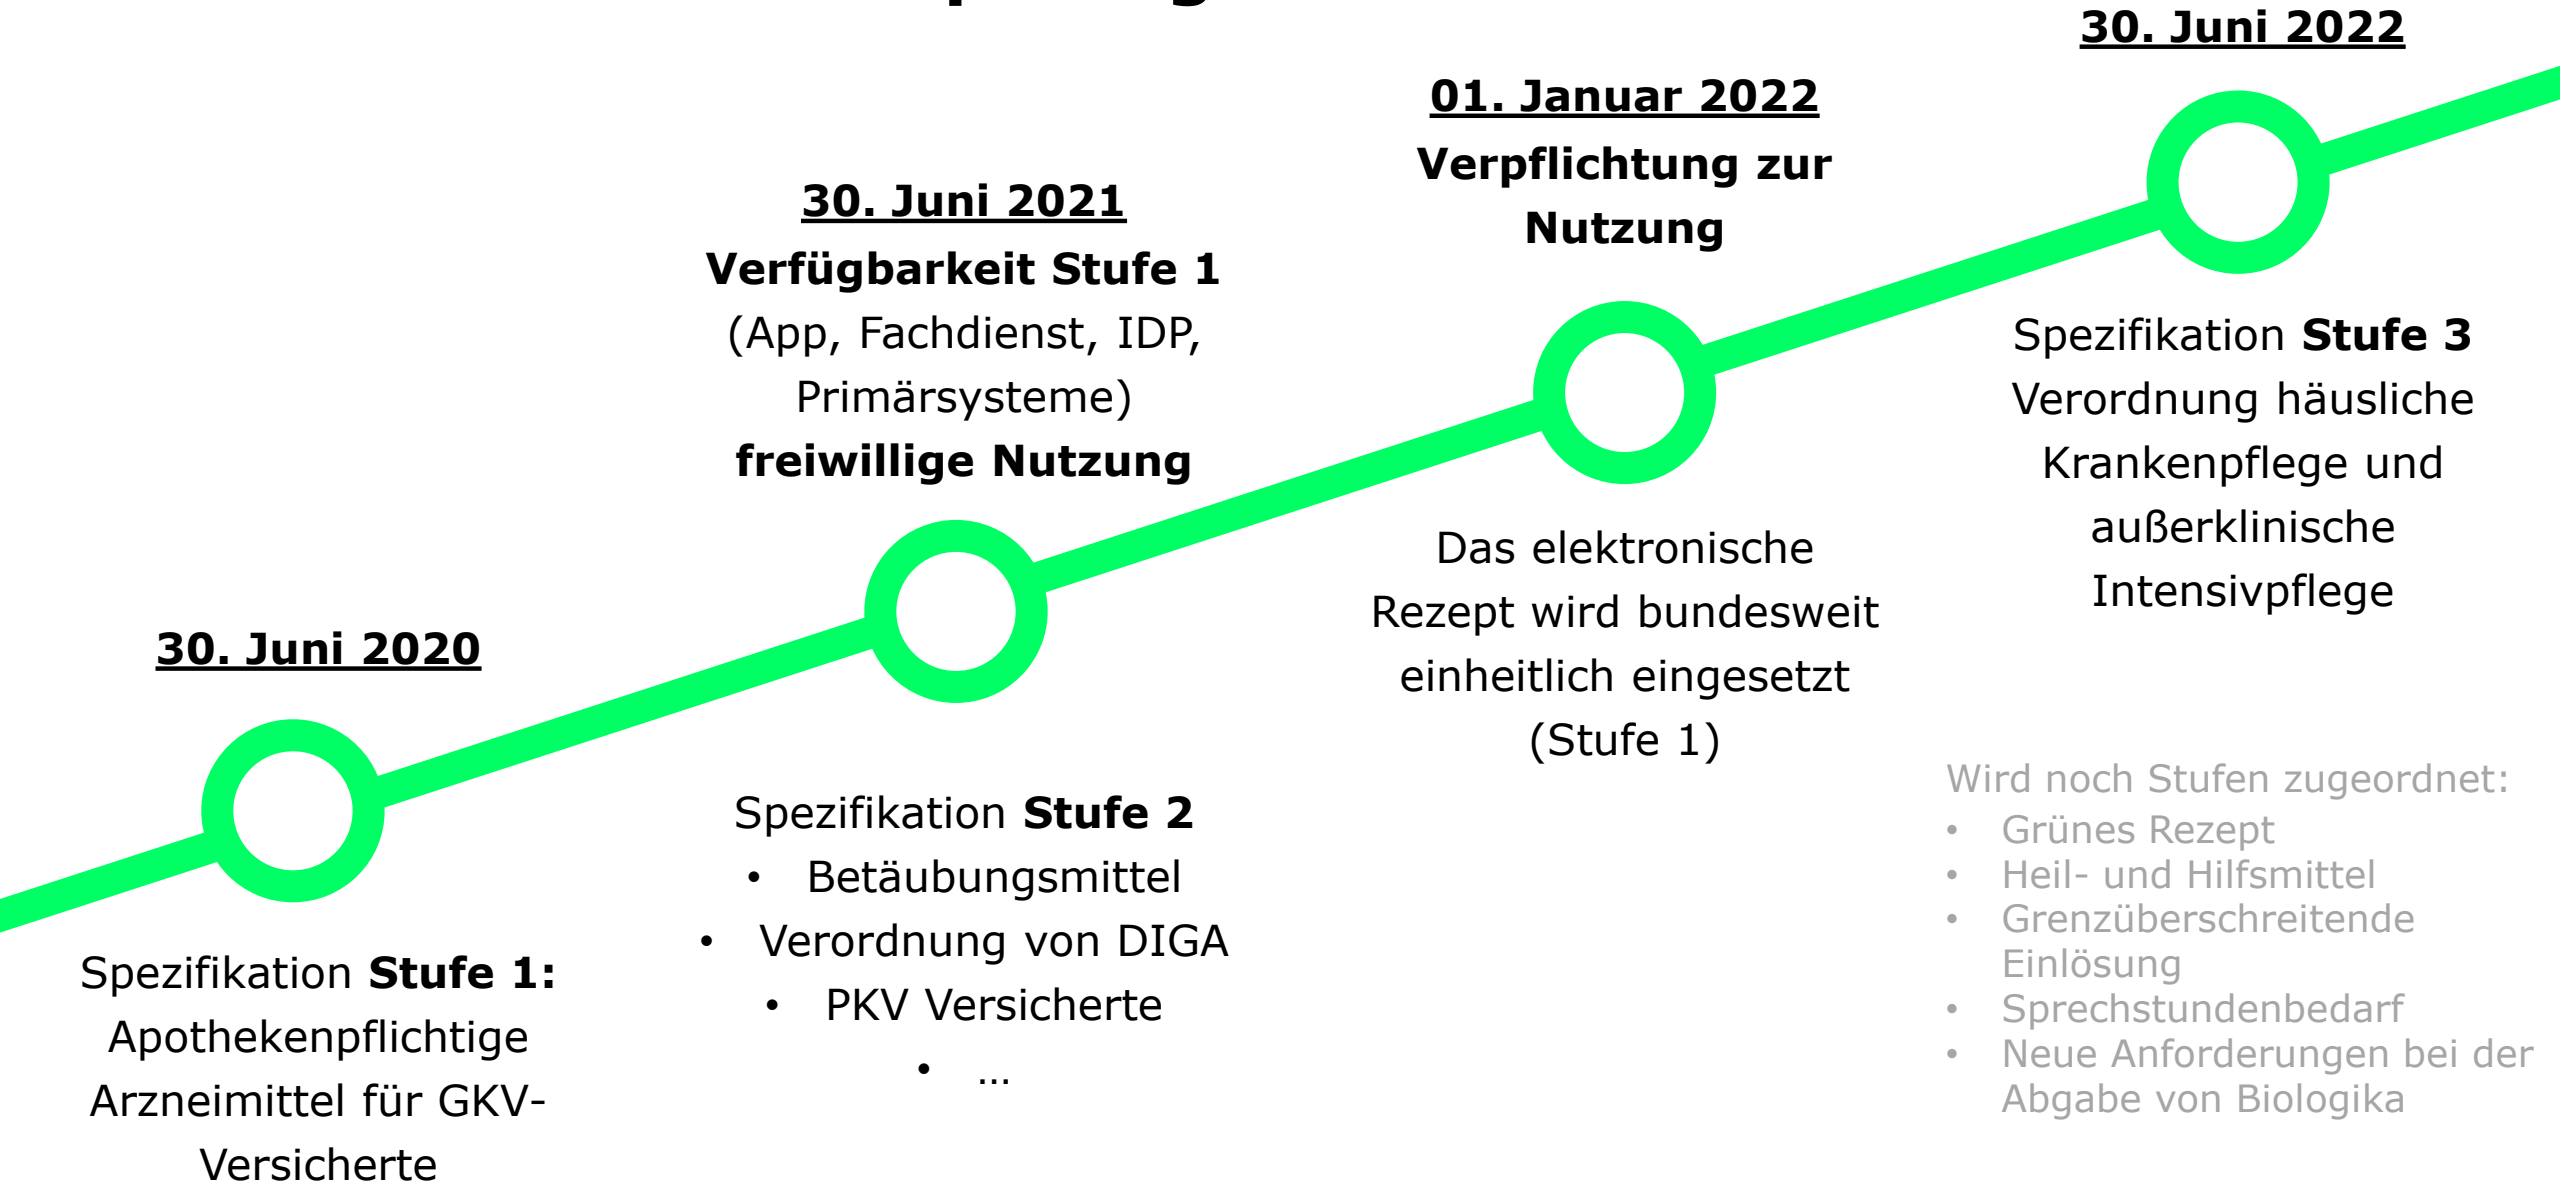 30. Juni 2020
Spezifikation Stufe 1:
Apothekenpflichtige
Arzneimittel für GKV-
Versicherte
30. Juni 2021
Verfügbarkeit Stufe 1
(App, Fachdienst, IDP,
Primärsysteme)
freiwillige Nutzung
Spezifikation Stufe 2
• Betäubungsmittel
• Verordnung von DIGA
• PKV Versicherte
• ...
01. Januar 2022
Verpflichtung zur
Nutzung
Das elektronische
Rezept wird bundesweit
einheitlich eingesetzt
(Stufe 1)
30. Juni 2022
Spezifikation Stufe 3
Verordnung häusliche
Krankenpflege und
außerklinische
Intensivpflege
Wird noch Stufen zugeordnet:
• Grünes Rezept
• Heil- und Hilfsmittel
• Grenzüberschreitende
Einlösung
• Sprechstundenbedarf
• Neue Anforderungen bei der
Abgabe von Biologika